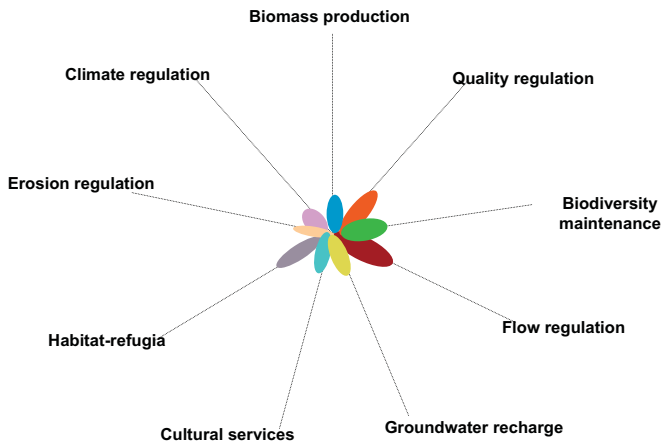 Biomass production
Climate regulation
Quality regulation
Erosion regulation
Biodiversity
maintenance
Flow regulation
Habitat-refugia
Groundwater recharge
Cultural services